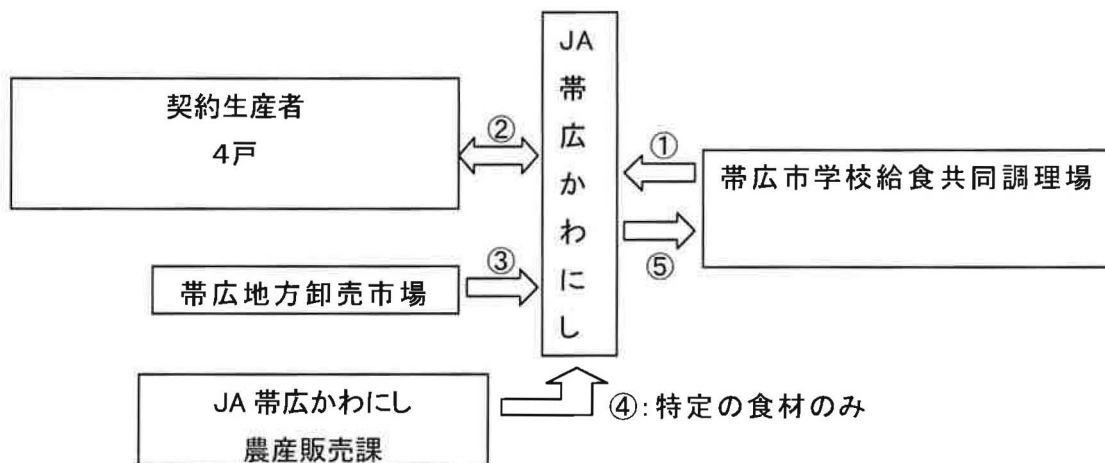 契約生産者
4戸
②
JA帯広かわにし
①
帯広市学校給食共同調理場
⑤
③
帯広地方卸売市場
JA 帯広かわにし
農産販売課
④:特定の食材のみ